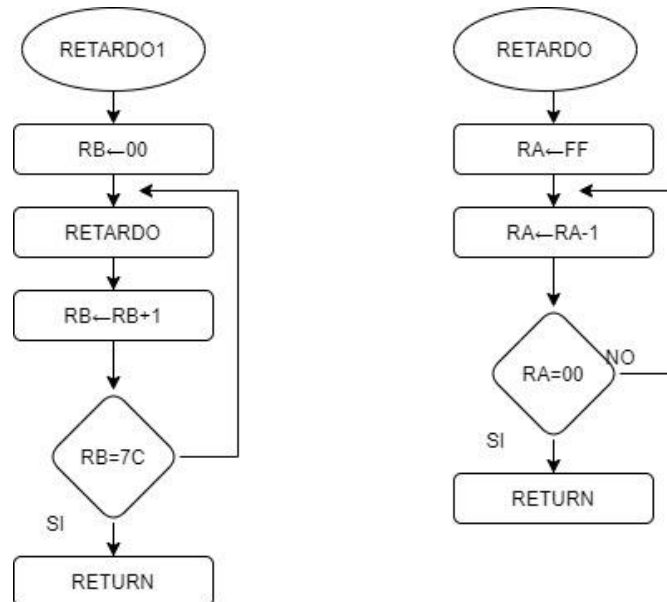 RETARDO1
RB←00
RETARDO
RB←RB+1
RB=7C
SI
RETURN
RETARDO
RA←FF
RA←RA-1
RA=00
NO
SI
RETURN